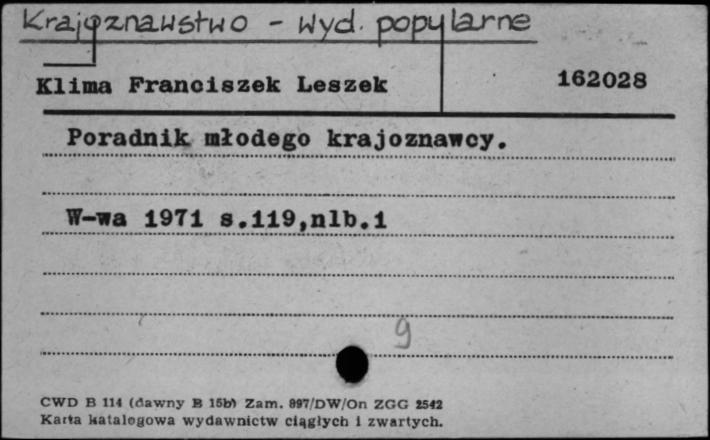 Krajoznawstwo - wyd. popularne
Klima Franciszek Leszek 162028
Poradnik młodego krajoznawcy.
W-wa 1971 s.119,nlb.1
9
CWD B 114 (dawny B 15b) Zam. 897/DW/On ZGG 2542
Karta katalogowa wydawnictw ciągłych i zwartych.